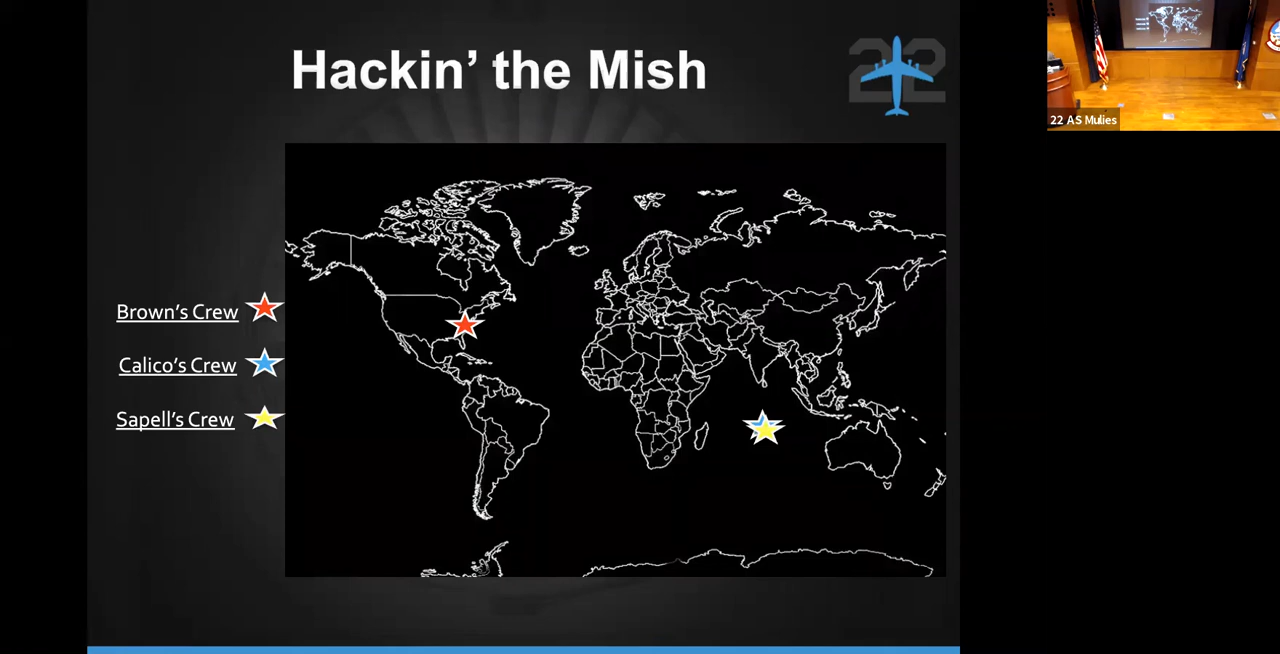 Hackin’ the Mish
22
Brown’s Crew
Calico’s Crew
Sapell’s Crew
22 AS Mulies